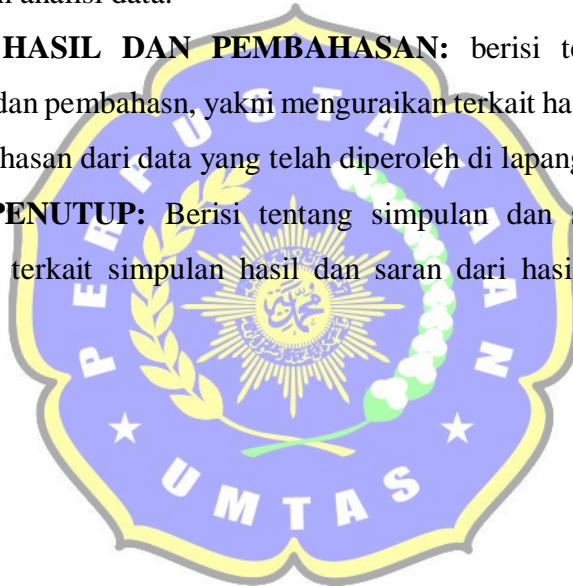 n analisi data.
HASIL DAN PEMBAHASAN: berisi te
dan pembahasn, yakni menguraikan terkait ha
hasan dari data yang telah diperoleh di lapang
PENUTUP: Berisi tentang simpulan dan s
terkait simpulan hasil dan saran dari hasi
PERPUSTAKAAN
UMTAS